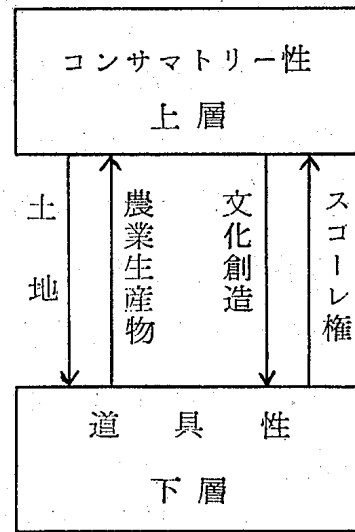 コンサマトリー性
上層
土地
農業生産物
文化創造
スゴーレ権
道具性
下層